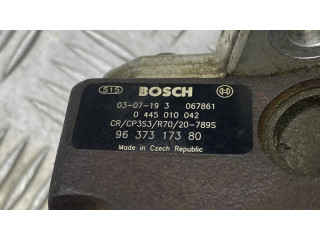 515 BOSCH
03-07-19 3 067861
0 445 010 042
CR/CP3S3/R70/20-789S
96 373 173 80
Made in Czech Republic